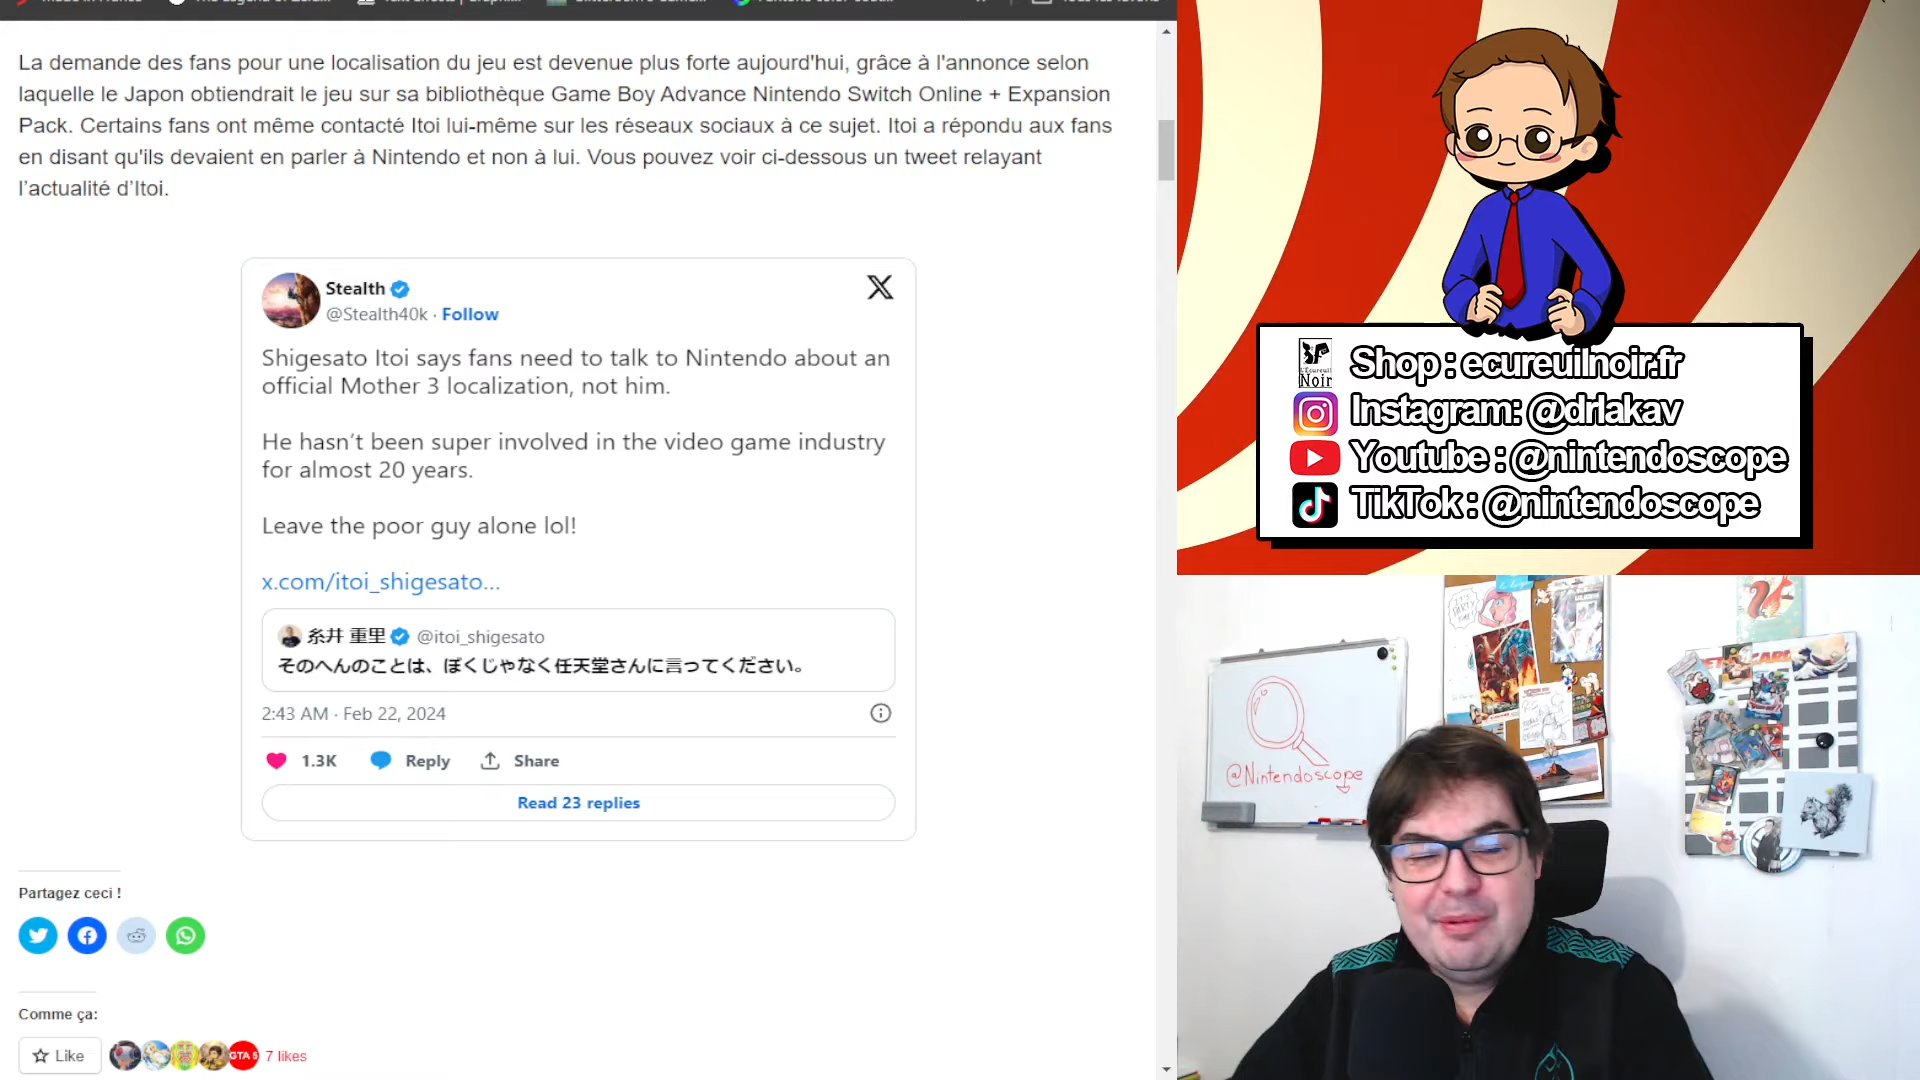 La demande des fans pour une localisation du jeu est devenue plus forte aujourd'hui, grâce à l'annonce selon
laquelle le Japon obtiendrait le jeu sur sa bibliothèque Game Boy Advance Nintendo Switch Online + Expansion
Pack. Certains fans ont même contacté Itoi lui-même sur les réseaux sociaux à ce sujet. Itoi a répondu aux fans
en disant qu'ils devaient en parler à Nintendo et non à lui. Vous pouvez voir ci-dessous un tweet relayant
l’actualité d’Itoi.
Stealth
@Stealth40k · Follow
Shigesato Itoi says fans need to talk to Nintendo about an
official Mother 3 localization, not him.
He hasn’t been super involved in the video game industry
for almost 20 years.
Leave the poor guy alone lol!
x.com/itoi_shigesato…
糸井 重里 @itoi_shigesato
そのへんのことは、ぼくじゃなく任天堂さんに言ってください。
2:43 AM · Feb 22, 2024
1.3K Reply Share
Read 23 replies
Partagez ceci !
Comme ça:
Like
GTA 5
7 likes
Noir
Shop : ecureuilnoir.fr
Instagram: @drlakav
Youtube : @nintendoscope
TikTok : @nintendoscope
@Nintendoscope